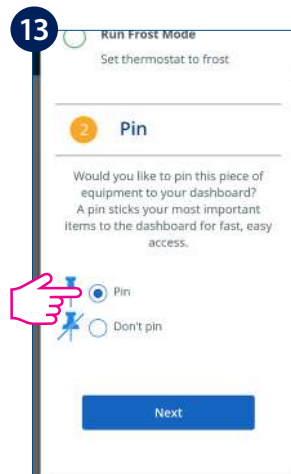 13
Run Frost Mode
Set thermostat to frost
2 Pin
Would you like to pin this piece of
equipment to your dashboard?
A pin sticks your most important
items to the dashboard for fast, easy
access.
Pin
Don't pin
Next